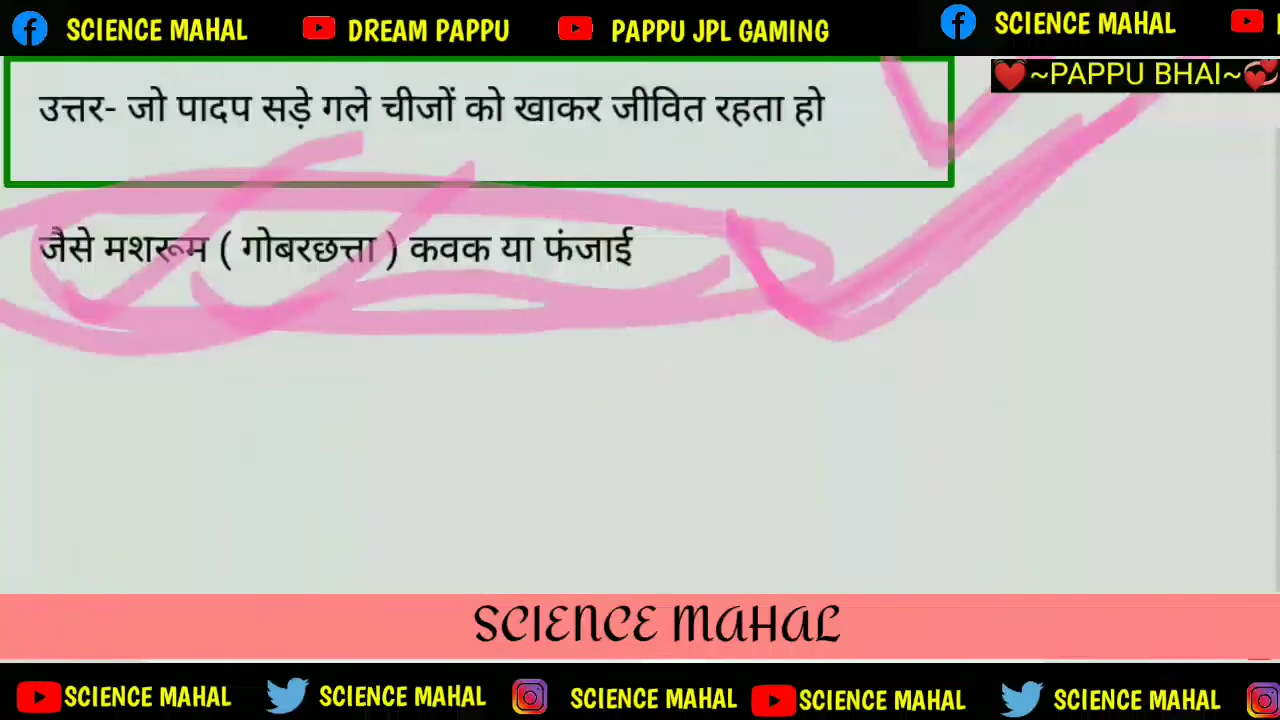 SCIENCE MAHAL DREAM PAPPU PAPPU JPL GAMING SCIENCE MAHAL
~PAPPU BHAI~
उत्तर- जो पादप सड़े गले चीजों को खाकर जीवित रहता हो
जैसे मशरूम ( गोबरछत्ता ) कवक या फंजाई
SCIENCE MAHAL
SCIENCE MAHAL SCIENCE MAHAL SCIENCE MAHAL SCIENCE MAHAL SCIENCE MAHAL